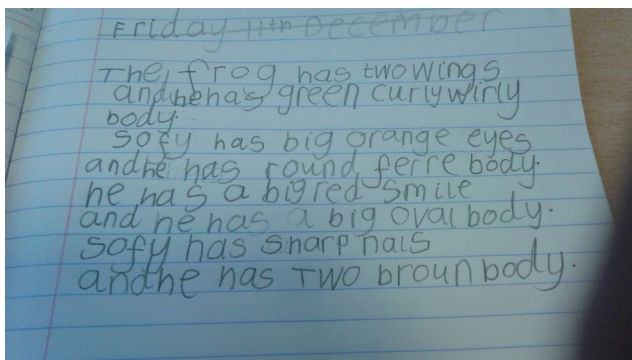 Friday 11th December
The frog has two wings
and he has green curly wirly
body.
Sofy has big orange eyes
and he has round ferre body.
he has a big red smile
and he has a big oval body.
Sofy has sharp nals
and he has Two broun body.